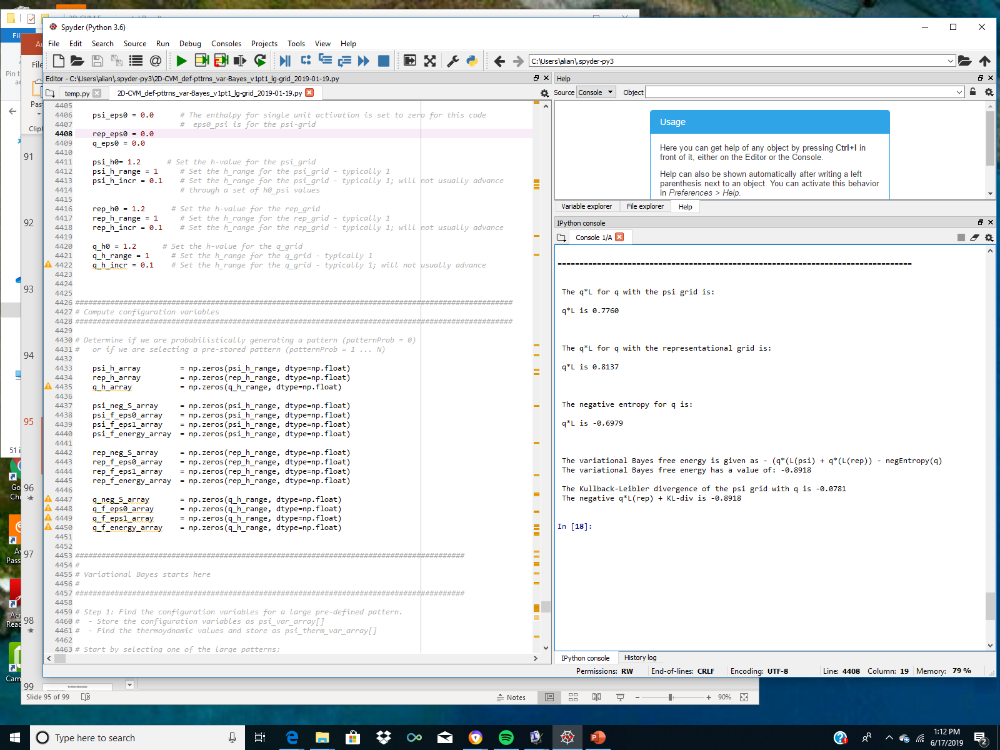 Spyder (Python 3.6)
File Edit Search Source Run Debug Consoles Projects Tools View Help
C:\Users\alian\.spyder-py3
Editor - C:\Users\alian\.spyder-py3\2D-CVM_def-pttrns_var-Bayes_v1pt1_lg-grid_2019-01-19.py
temp.py
2D-CVM_def-pttrns_var-Bayes_v1pt1_lg-grid_2019-01-19.py
4405
4406 psi_eps0 = 0.0 # The enthalpy for single unit activation is set to zero for this code
4407 # eps0_psi is for the psi-grid
4408 rep_eps0 = 0.0
4409 q_eps0 = 0.0
4410
4411 psi_h0= 1.2 # Set the h-value for the psi_grid
4412 psi_h_range = 1 # Set the h_range for the psi_grid - typically 1
4413 psi_h_incr = 0.1 # Set the h_range for the psi_grid - typically 1; will not usually advance
4414 # through a set of h0_psi values
4415
4416 rep_h0 = 1.2 # Set the h-value for the rep_grid
4417 rep_h_range = 1 # Set the h_range for the rep_grid - typically 1
4418 rep_h_incr = 0.1 # Set the h_range for the rep_grid - typically 1; will not usually advance
4419
4420 q_h0 = 1.2 # Set the h-value for the q_grid
4421 q_h_range = 1 # Set the h_range for the q_grid - typically 1
4422 q_h_incr = 0.1 # Set the h_range for the q_grid - typically 1; will not usually advance
4423
4424
4425
4426 ####################################################################################################
4427 # Compute configuration variables
4428 ####################################################################################################
4429
4430 # Determine if we are probabilistically generating a pattern (patternProb = 0)
4431 # or if we are selecting a pre-stored pattern (patternProb = 1 ... N)
4432
4433 psi_h_array = np.zeros(psi_h_range, dtype=np.float)
4434 rep_h_array = np.zeros(rep_h_range, dtype=np.float)
4435 q_h_array = np.zeros(q_h_range, dtype=np.float)
4436
4437 psi_neg_S_array = np.zeros(psi_h_range, dtype=np.float)
4438 psi_f_eps0_array = np.zeros(psi_h_range, dtype=np.float)
4439 psi_f_eps1_array = np.zeros(psi_h_range, dtype=np.float)
4440 psi_f_energy_array = np.zeros(psi_h_range, dtype=np.float)
4441
4442 rep_neg_S_array = np.zeros(rep_h_range, dtype=np.float)
4443 rep_f_eps0_array = np.zeros(rep_h_range, dtype=np.float)
4444 rep_f_eps1_array = np.zeros(rep_h_range, dtype=np.float)
4445 rep_f_energy_array = np.zeros(rep_h_range, dtype=np.float)
4446
4447 q_neg_S_array = np.zeros(q_h_range, dtype=np.float)
4448 q_f_eps0_array = np.zeros(q_h_range, dtype=np.float)
4449 q_f_eps1_array = np.zeros(q_h_range, dtype=np.float)
4450 q_f_energy_array = np.zeros(q_h_range, dtype=np.float)
4451
4452
4453 #########################################################################################
4454 #
4455 # Variational Bayes starts here
4456 #
4457 #########################################################################################
4458
4459 # Step 1: Find the configuration variables for a large pre-defined pattern.
4460 # - Store the configuration variables as psi_var_array[]
4461 # - Find the thermoydnamic values and store as psi_therm_var_array[]
4462
4463 # Start by selecting one of the large patterns:
Help
Source Console Object
Usage
Here you can get help of any object by pressing Ctrl+I in
front of it, either on the Editor or the Console.
Help can also be shown automatically after writing a left
parenthesis next to an object. You can activate this behavior
in Preferences > Help.
Variable explorer File explorer Help
IPython console
Console 1/A
=================================================================================
The q*L for q with the psi grid is:
q*L is 0.7760
The q*L for q with the representational grid is:
q*L is 0.8137
The negative entropy for q is:
q*L is -0.6979
The variational Bayes free energy is given as - (q*(L(psi) + q*(L(rep)) - negEntropy(q)
The variational Bayes free energy has a value of: -0.8918
The Kullback-Leibler divergence of the psi grid with q is -0.0781
The negative q*L(rep) + KL-div is -0.8918
In [18]:
IPython console History log
Permissions: RW End-of-lines: CRLF Encoding: UTF-8 Line: 4408 Column: 19 Memory: 79 %
File
91
92
93
94
95
96
97
98
99
51 i
Slide 95 of 99
Notes
90%
Type here to search
1:12 PM
6/17/2019
2